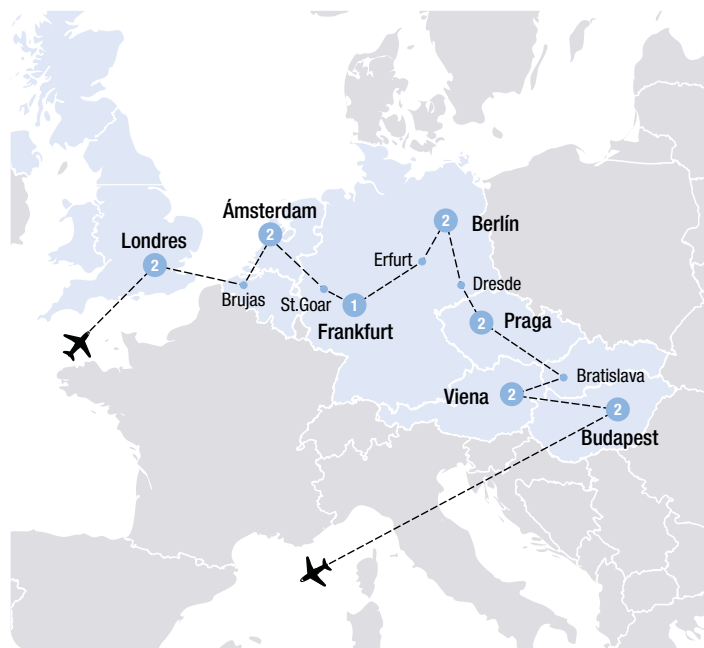 Ámsterdam
2
Berlín
2
Londres
2
Erfurt
Brujas
St.Goar
Dresde
1
Frankfurt
2
Praga
Bratislava
Viena
2
2
Budapest